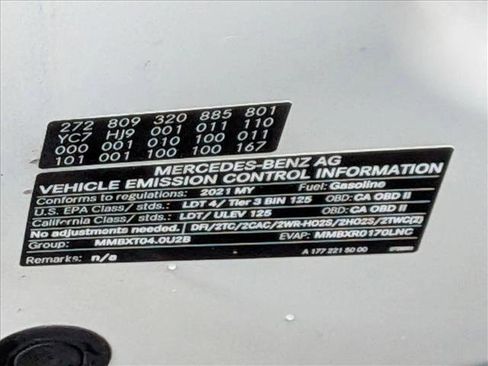 272 809 320 885 801
YC7 HJ9 001 011 110
000 001 010 100 011
101 001 100 100 167
MERCEDES-BENZ AG
VEHICLE EMISSION CONTROL INFORMATION
Conforms to regulations: 2021 MY Fuel: Gasoline
U.S. EPA Class/ stds.: LDT 4/ Tier 3 BIN 125 OBD: CA OBD II
California Class/ stds.: LDT/ ULEV 125 OBD: CA OBD II
No adjustments needed. DFI/2TC/2CAC/2WR-HO2S/2HO2S/2TWC(2)
Group: MMBXT04.0U2B EVAP: MMBXR0170LNC
Remarks: n/a A 177 221 50 00